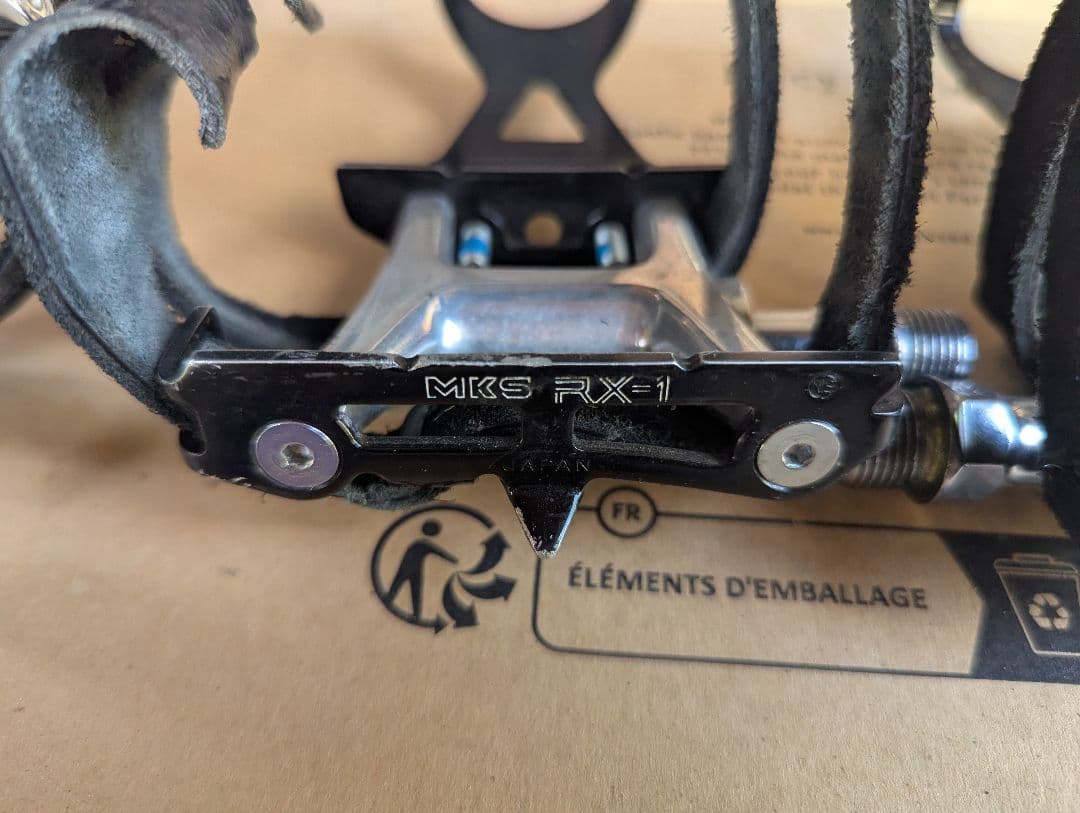 MKS RX-1
JAPAN
FR
ÉLÉMENTS D'EMBALLAGE